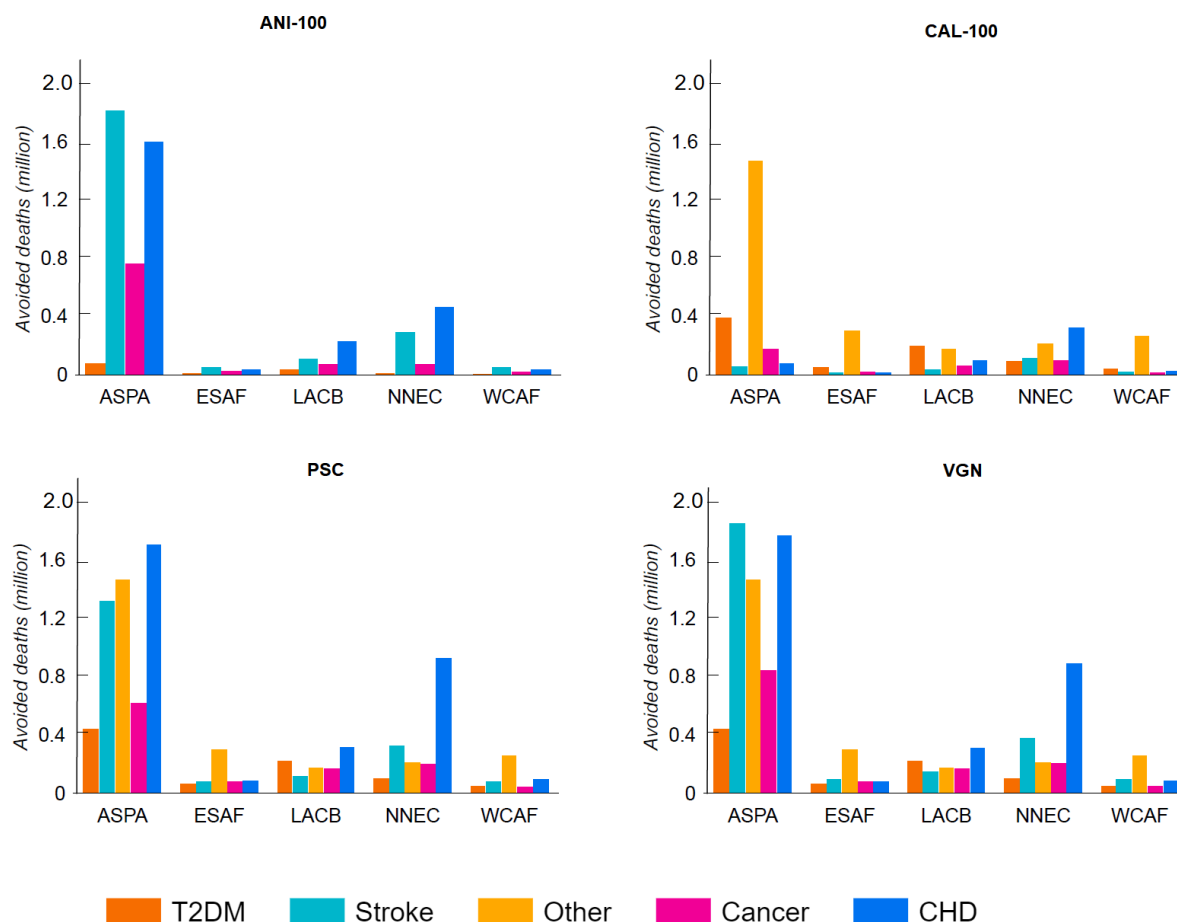 ANI-100
Avoided deaths (million)
2.0
1.6
1.2
0.8
0.4
0
ASPA ESAF LACB NNEC WCAF
CAL-100
Avoided deaths (million)
2.0
1.6
1.2
0.8
0.4
0
ASPA ESAF LACB NNEC WCAF
PSC
Avoided deaths (million)
2.0
1.6
1.2
0.8
0.4
0
ASPA ESAF LACB NNEC WCAF
VGN
Avoided deaths (million)
2.0
1.6
1.2
0.8
0.4
0
ASPA ESAF LACB NNEC WCAF
T2DM Stroke Other Cancer CHD